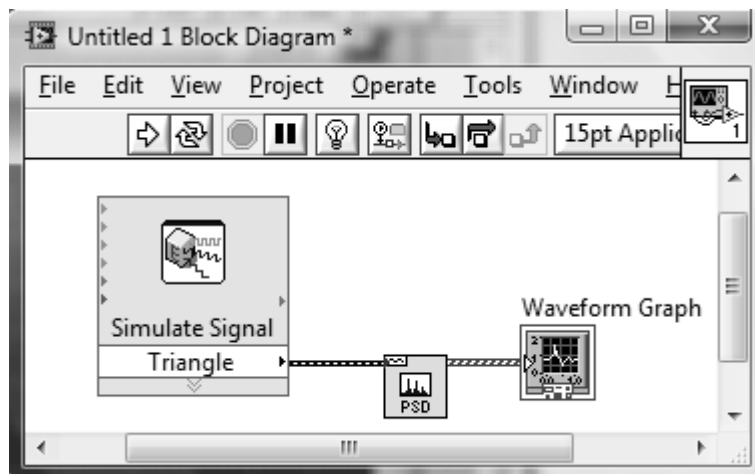 Untitled 1 Block Diagram *
File Edit View Project Operate Tools Window H
15pt Applic
1
Waveform Graph
Simulate Signal
Triangle
PSD